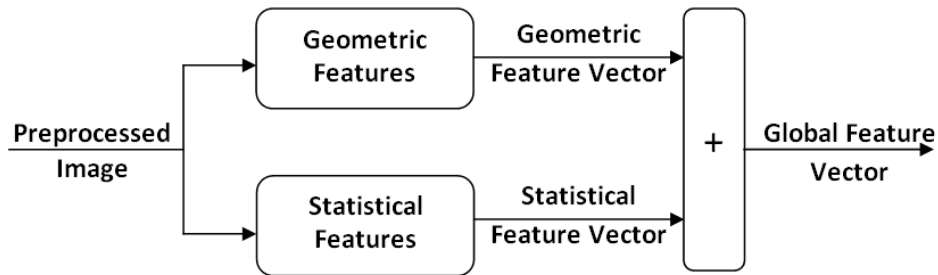 Preprocessed
Image
Geometric
Features
Geometric
Feature Vector
Statistical
Features
Statistical
Feature Vector
+
Global Feature
Vector